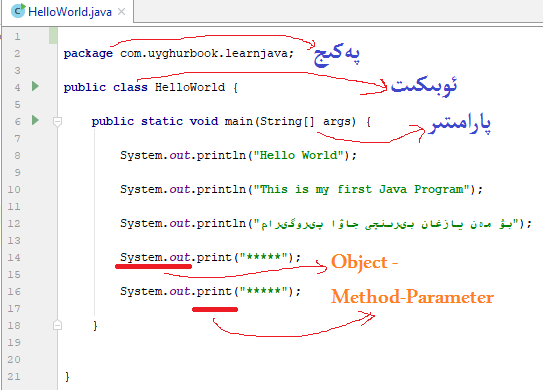 HelloWorld.java ×
1
2 package com.uyghurbook.learnjava; پەكىج
3
4 public class HelloWorld { ئوبىكىت
5
6 public static void main(String[] args) { پارامىتىر
7
8 System.out.println("Hello World");
9
10 System.out.println("This is my first Java Program");
11
12 System.out.println("بۇ مەن يازغان بىرىنچى جاۋا پىروگىرام");
13
14 System.out.print("*****"); Object -
15
16 System.out.print("*****"); Method-Parameter
17
18 }
19
20
21 }